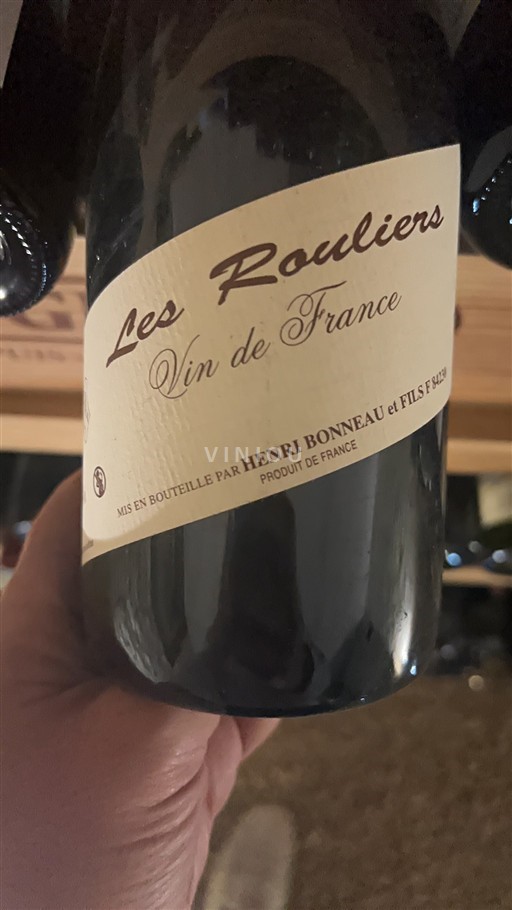 Les Rouliers
Vin de France
MIS EN BOUTEILLE PAR HENRI BONNEAU et FILS F 84230
PRODUIT DE FRANCE
VINIOU